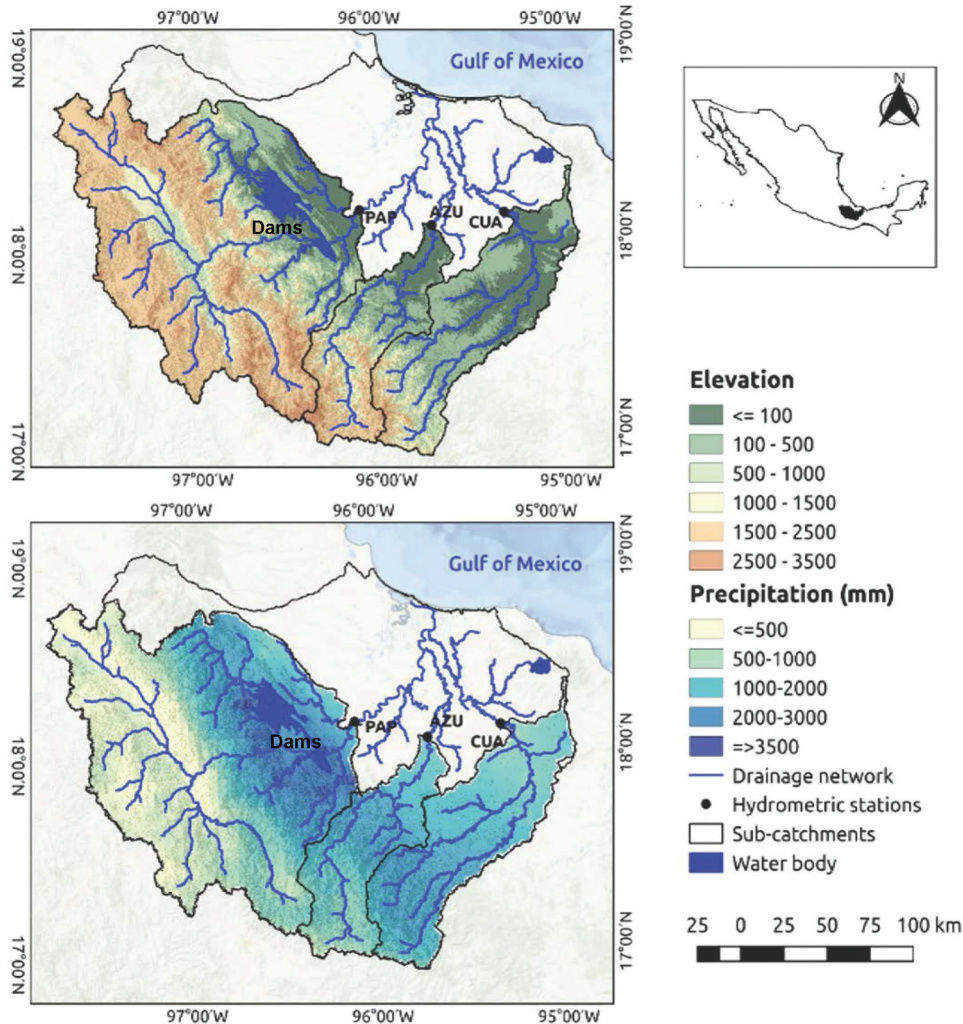 97°00'W 96°00'W 95°00'W
19°00'N
19°00'N
Gulf of Mexico
PAP
AZU
CUA
Dams
18°00'N
18°00'N
17°00'N
17°00'N
97°00'W 96°00'W 95°00'W
N
97°00'W 96°00'W 95°00'W
19°00'N
19°00'N
Gulf of Mexico
PAP
AZU
CUA
Dams
18°00'N
18°00'N
17°00'N
17°00'N
97°00'W 96°00'W 95°00'W
Elevation
<= 100
100 - 500
500 - 1000
1000 - 1500
1500 - 2500
2500 - 3500
Precipitation (mm)
<=500
500-1000
1000-2000
2000-3000
=>3500
Drainage network
Hydrometric stations
Sub-catchments
Water body
25 0 25 50 75 100 km